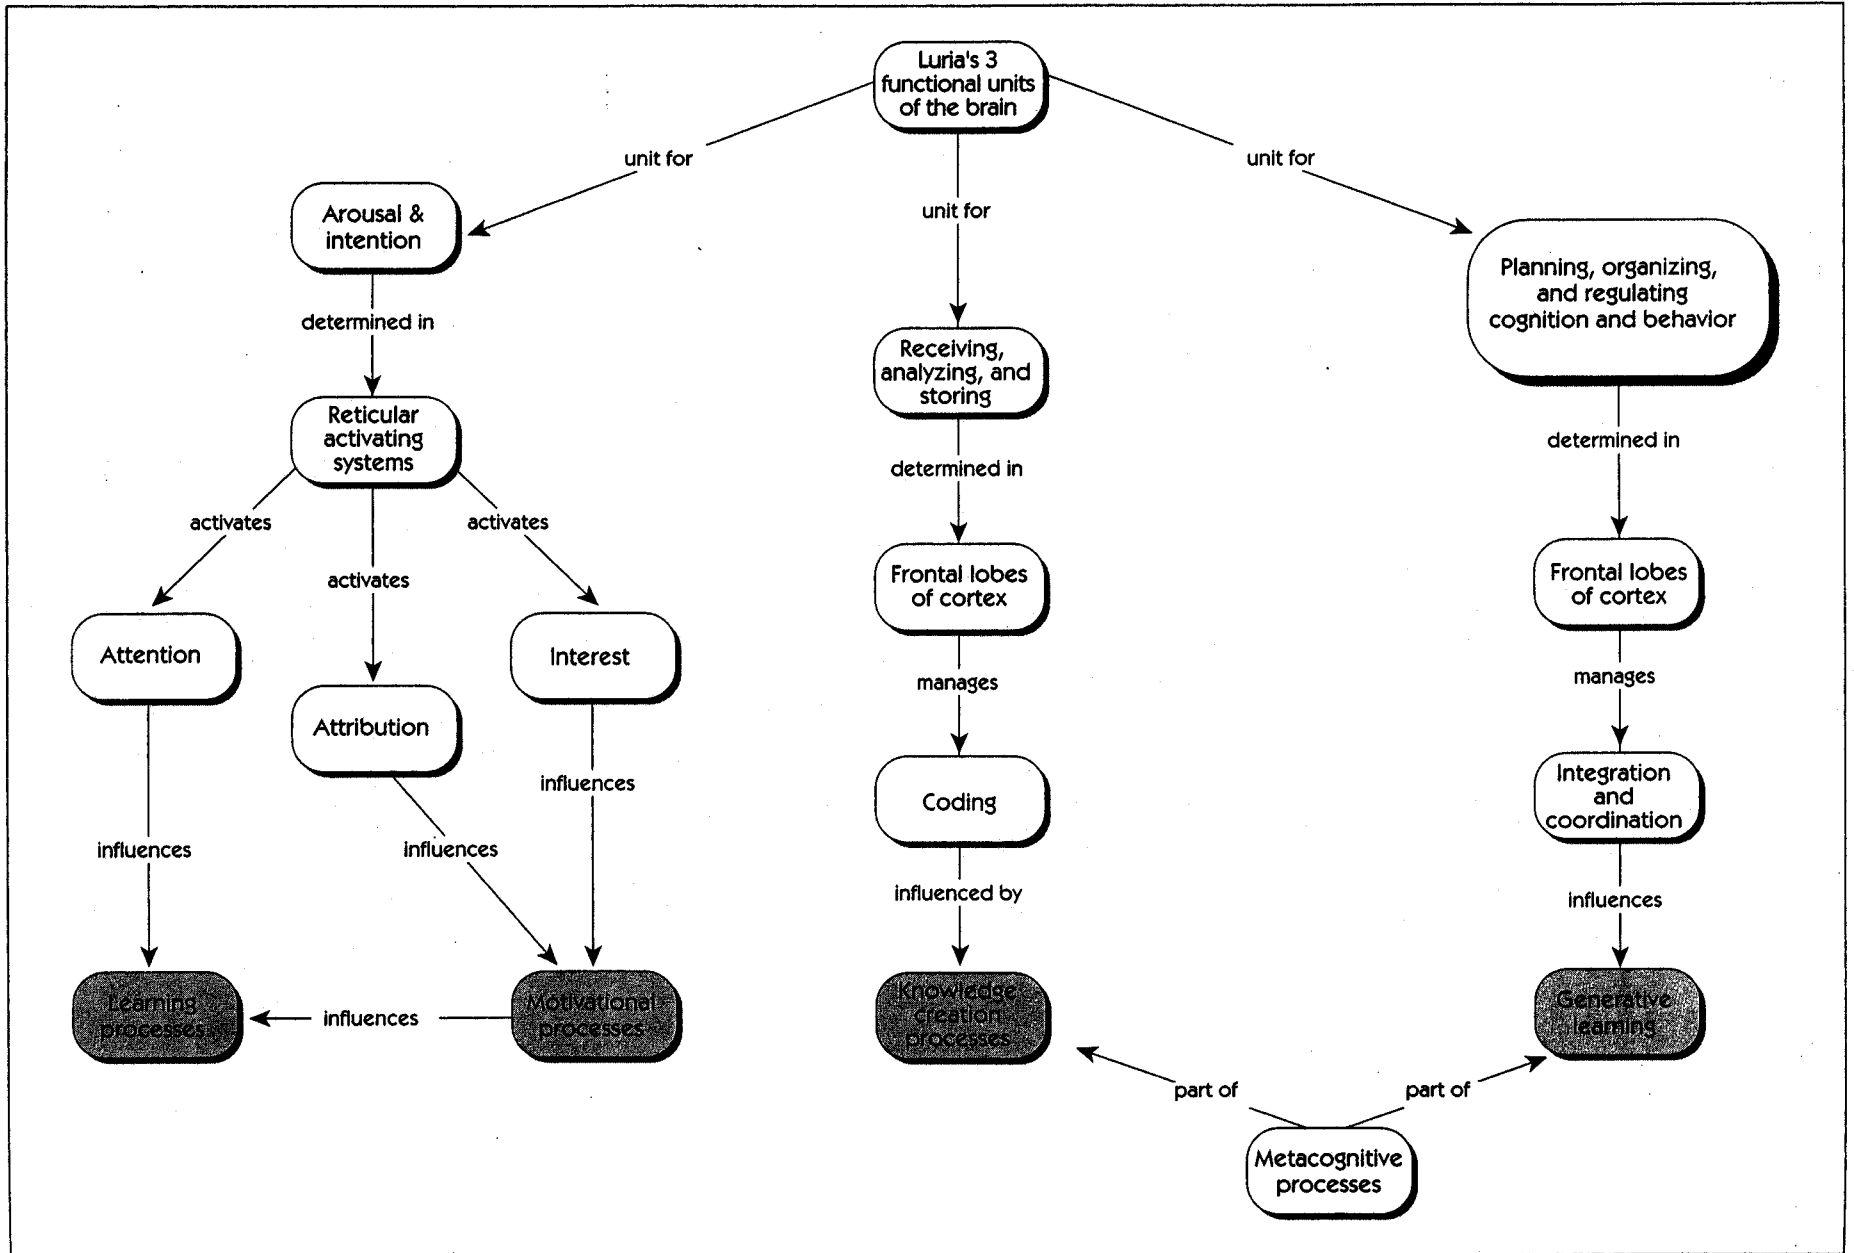 Luria's 3
functional units
of the brain
unit for
unit for
unit for
Arousal &
intention
Planning, organizing,
and regulating
cognition and behavior
determined in
Receiving,
analyzing, and
storing
Reticular
activating
systems
determined in
determined in
activates
activates
activates
Frontal lobes
of cortex
Frontal lobes
of cortex
Attention
Interest
Attribution
manages
manages
influences
Coding
Integration
and
coordination
influences
influences
influenced by
influences
Learning
processes
influences
Motivational
processes
Knowledge
creation
processes
Generative
learning
part of
part of
Metacognitive
processes